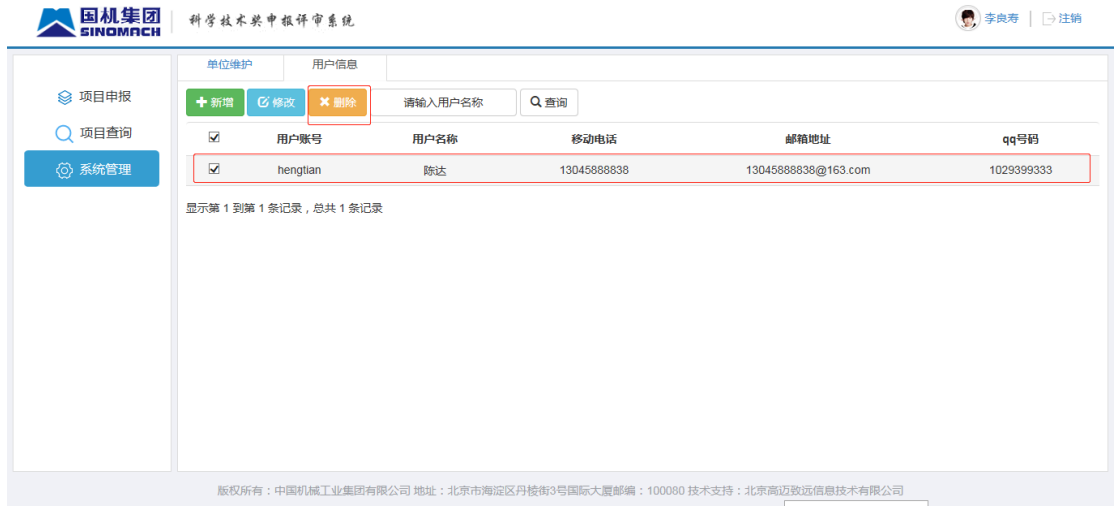 国机集团
SINOMACH
科学技术奖申报评审系统
李良寿
注销
项目申报
项目查询
系统管理
单位维护 用户信息
新增 修改 删除 请输入用户名称 查询
用户账号 用户名称 移动电话 邮箱地址 qq号码
hengtian 陈达 13045888838 13045888838@163.com 1029399333
显示第 1 到第 1 条记录，总共 1 条记录
版权所有：中国机械工业集团有限公司 地址：北京市海淀区丹棱街3号国际大厦邮编：100080 技术支持：北京高迈致远信息技术有限公司